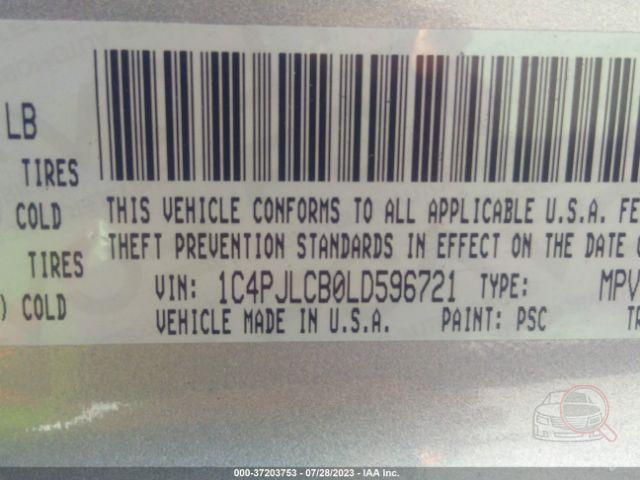 LB
TIRES
) COLD
TIRES
) COLD
THIS VEHICLE CONFORMS TO ALL APPLICABLE U.S.A. FE
THEFT PREVENTION STANDARDS IN EFFECT ON THE DATE
VIN: 1C4PJLCB0LD596721 TYPE: MPV
VEHICLE MADE IN U.S.A. PAINT: PSC TR
000-37203753 - 07/28/2023 - IAA Inc.